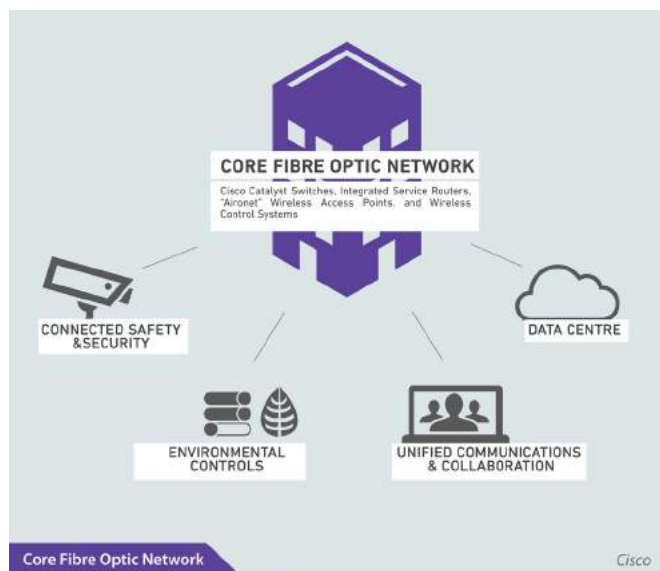 CORE FIBRE OPTIC NETWORK
Cisco Catalyst Switches, Integrated Service Routers,
"Aironet" Wireless Access Points, and Wireless
Control Systems
CONNECTED SAFETY
&SECURITY
DATA CENTRE
ENVIRONMENTAL
CONTROLS
UNIFIED COMMUNICATIONS
& COLLABORATION
Core Fibre Optic Network
Cisco